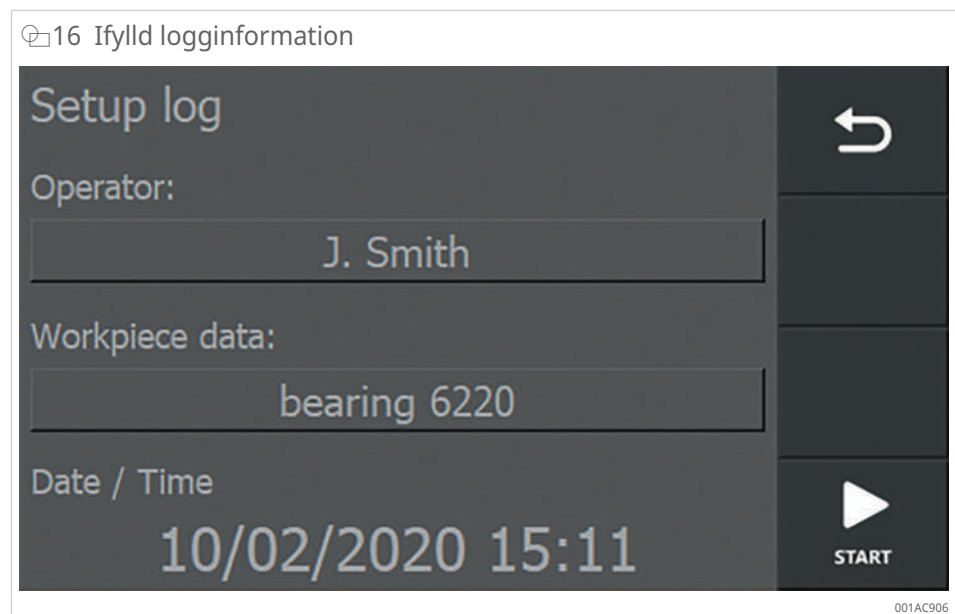 16 Ifylld logginformation
Setup log
Operator:
J. Smith
Workpiece data:
bearing 6220
Date / Time
10/02/2020 15:11
START
001AC906